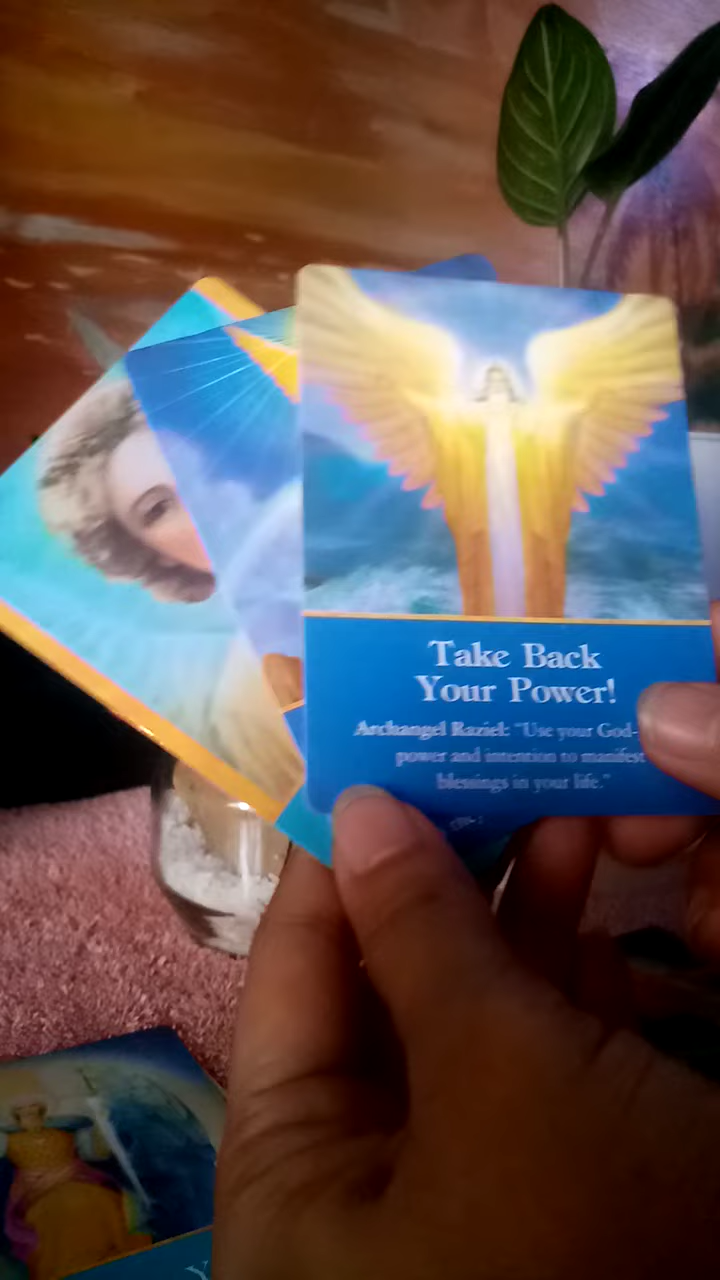 Take Back
Your Power!
Archangel Raziel: "Use your God-
power and intention to manifest
blessings in your life."
Y